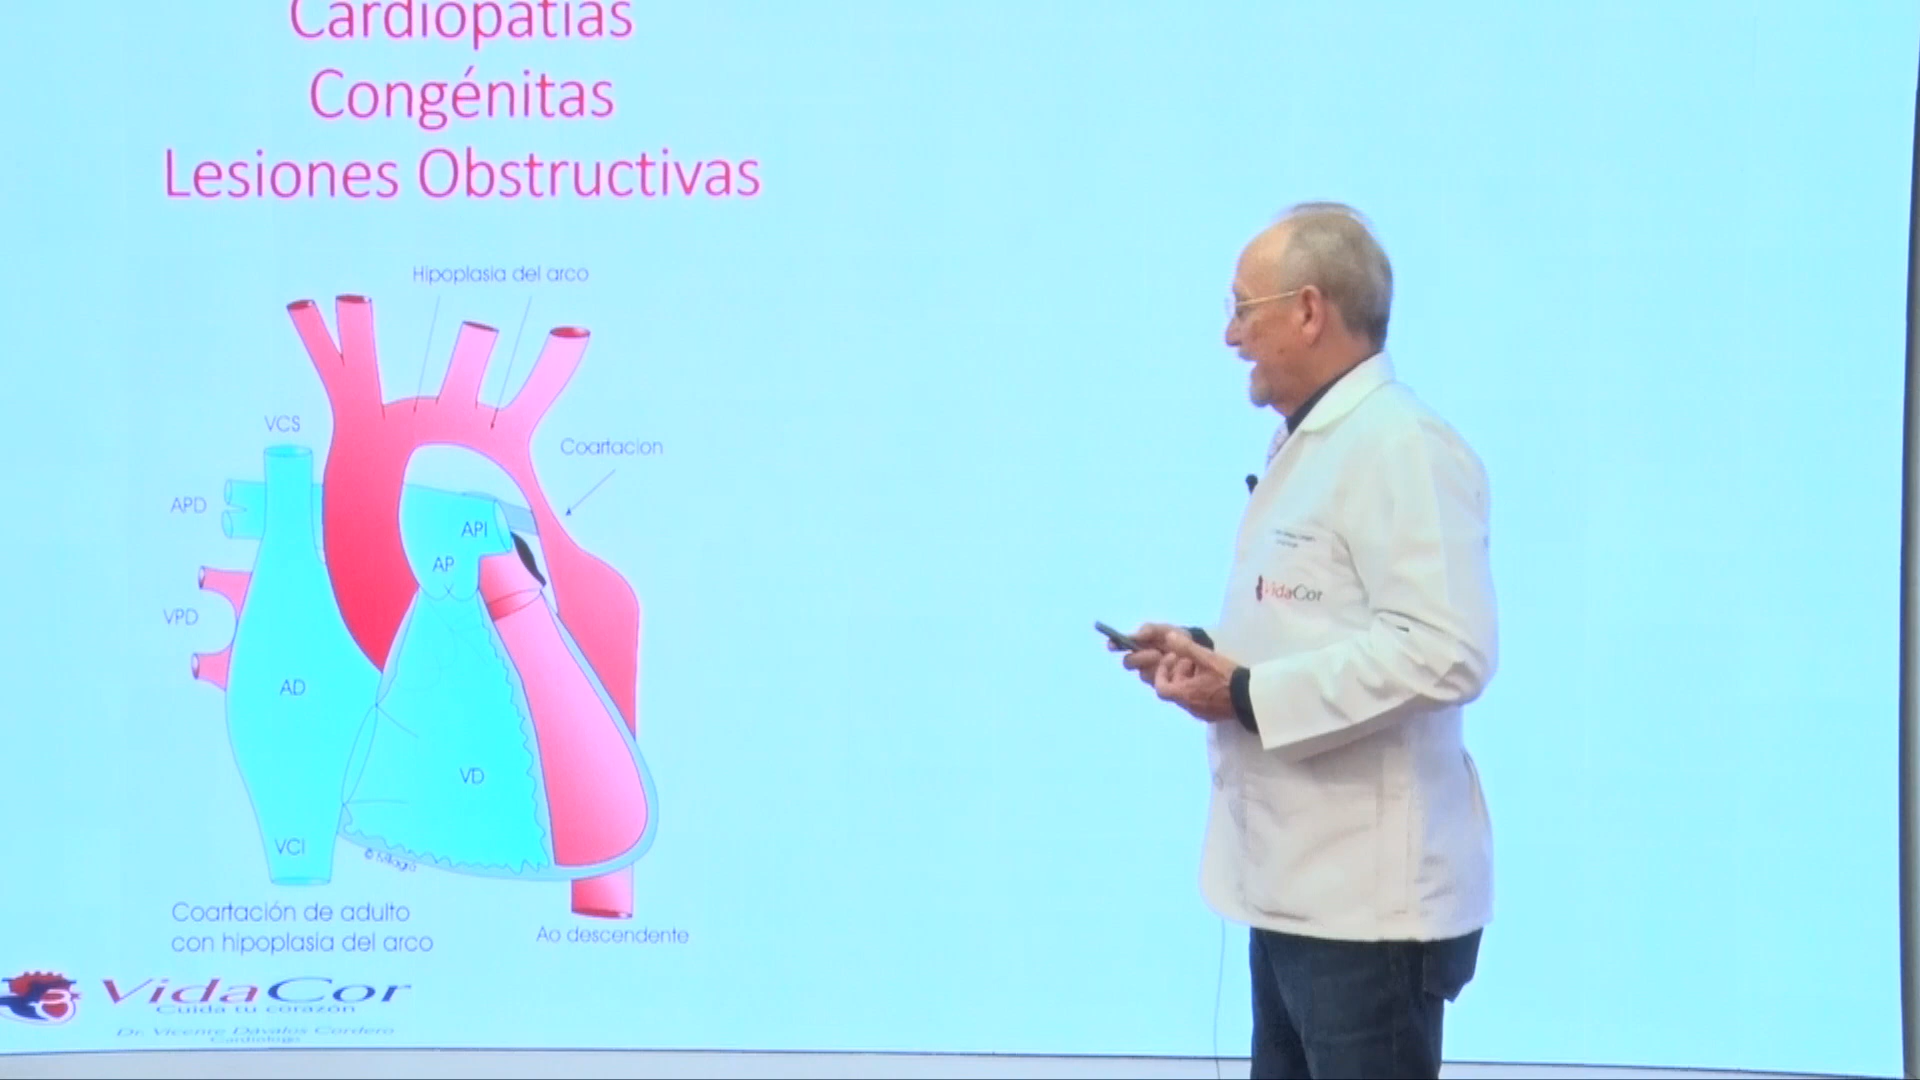 Cardiopatías
Congénitas
Lesiones Obstructivas
Hipoplasia del arco
VCS
Coartacion
APD
API
AP
VPD
AD
VD
VCI
Coartación de adulto
con hipoplasia del arco
Ao descendente
VidaCor
Cuida tu corazón
Dr. Vicente Dávalos Cordero
Cardiólogo
VidaCor